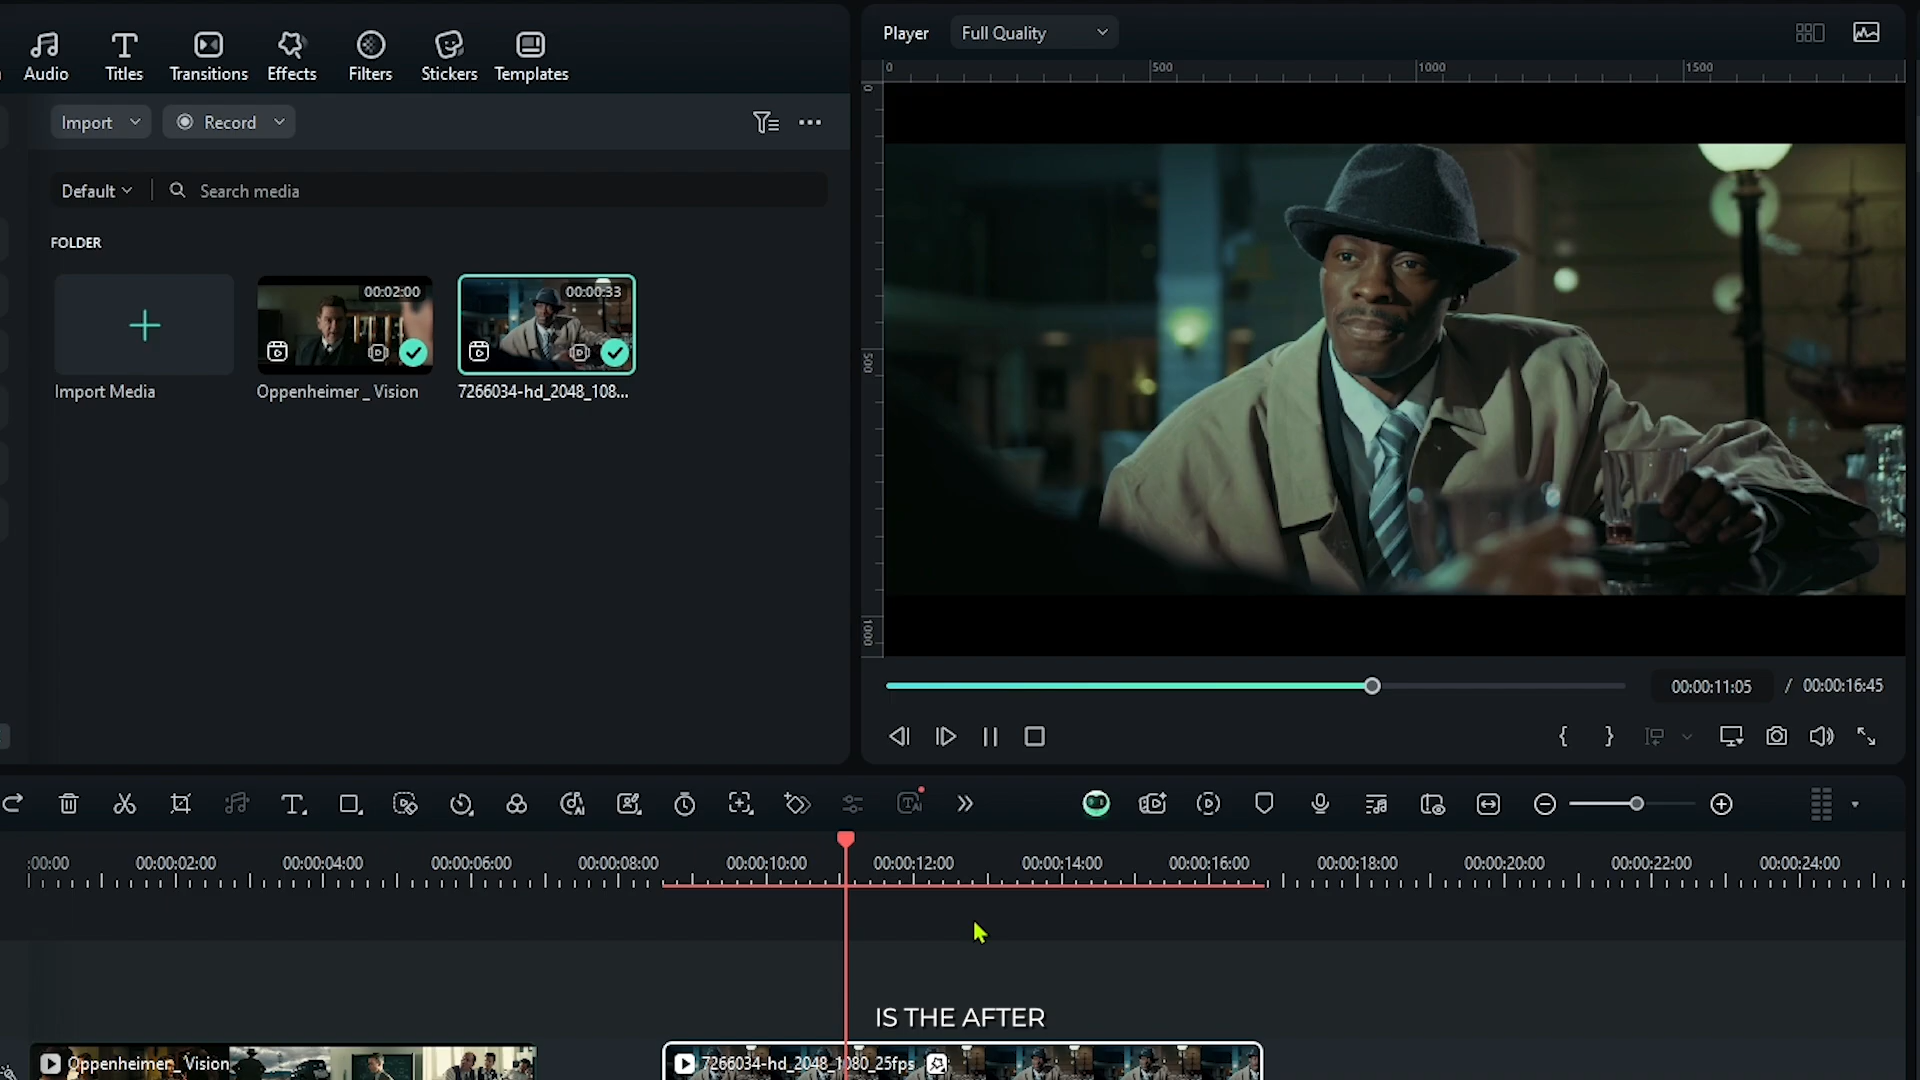 Audio
Titles
Transitions
Effects
Filters
Stickers
Templates
Import
Record
Default
Search media
FOLDER
00:02:00
00:00:33
Import Media
Oppenheimer _ Vision
7266034-hd_2048_108...
Player
Full Quality
0
500
1000
1500
0
500
1000
00:00:11:05 / 00:00:16:45
:00:00
00:00:02:00
00:00:04:00
00:00:06:00
00:00:08:00
00:00:10:00
00:00:12:00
00:00:14:00
00:00:16:00
00:00:18:00
00:00:20:00
00:00:22:00
00:00:24:00
IS THE AFTER
Oppenheimer _ Vision
7266034-hd_2048_1080_25fps